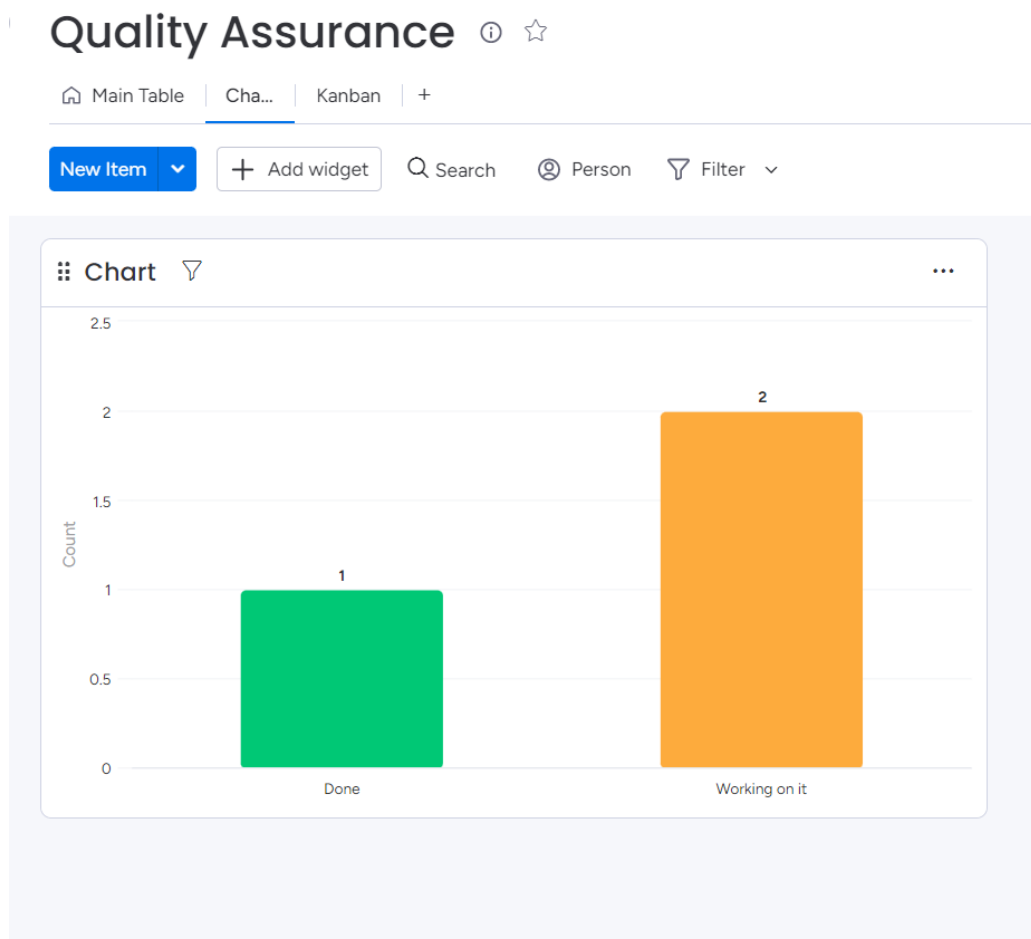 Quality Assurance
Main Table Cha... Kanban +
New Item Add widget Search Person Filter
Chart
2.5
2
1.5
1
0.5
0
Count
1
2
Done Working on it